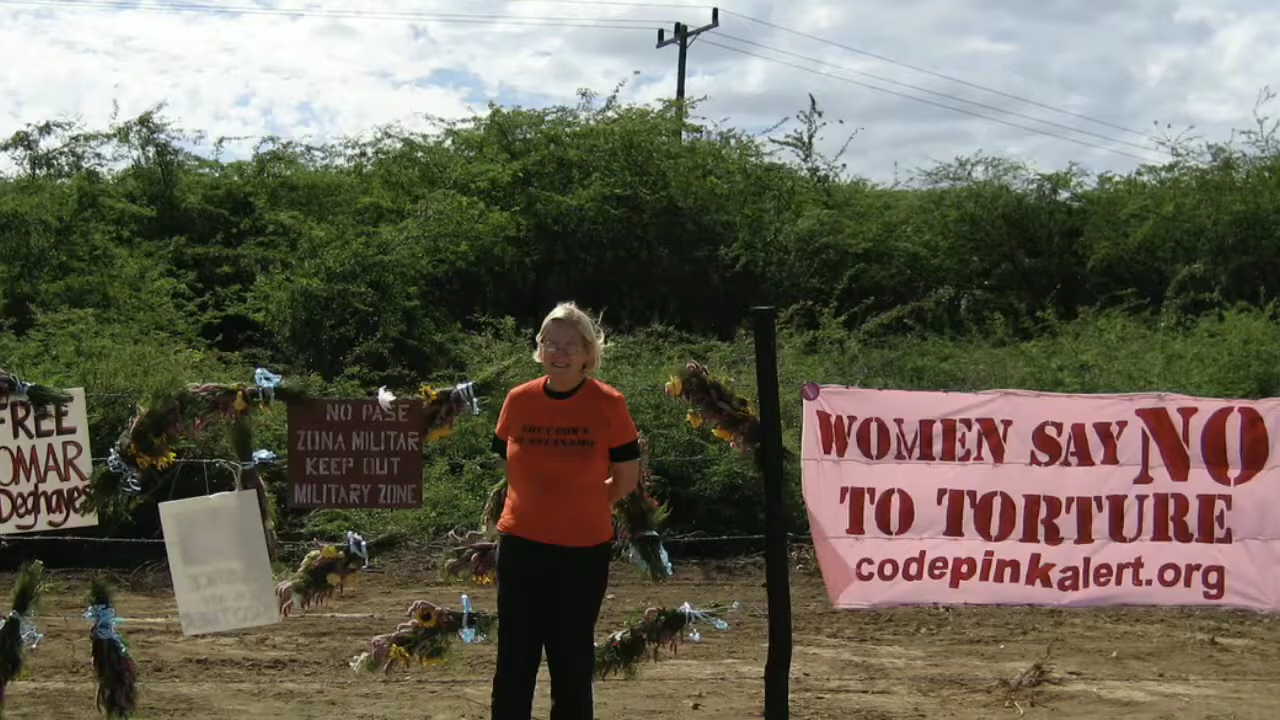 FREE
OMAR
Deghayes
NO PASE
ZONA MILITAR
KEEP OUT
MILITARY ZONE
WOMEN SAY NO
TO TORTURE
codepinkalert.org